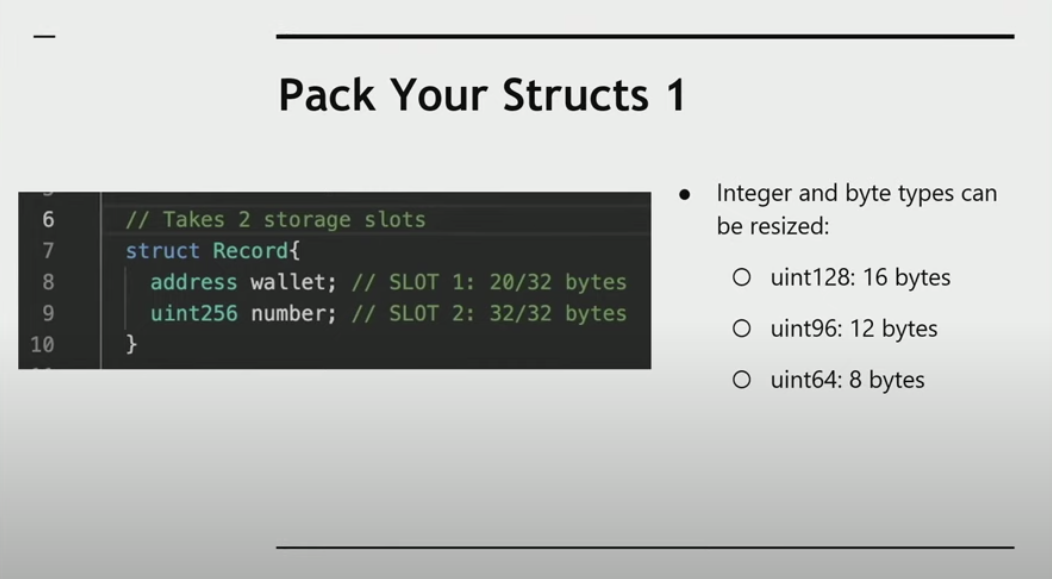 Pack Your Structs 1
6 // Takes 2 storage slots
7 struct Record{
8 address wallet; // SLOT 1: 20/32 bytes
9 uint256 number; // SLOT 2: 32/32 bytes
10 }
● Integer and byte types can
be resized:
○ uint128: 16 bytes
○ uint96: 12 bytes
○ uint64: 8 bytes